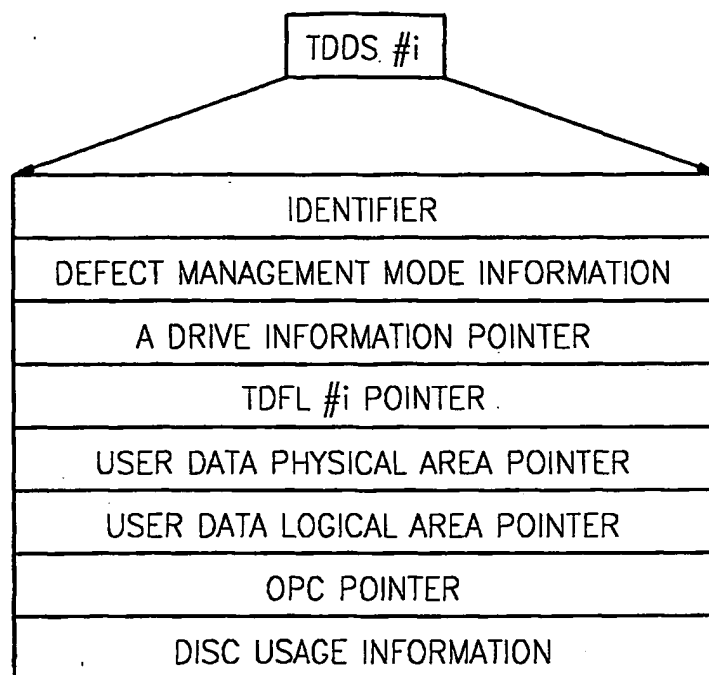 TDDS #i
IDENTIFIER
DEFECT MANAGEMENT MODE INFORMATION
A DRIVE INFORMATION POINTER
TDFL #i POINTER
USER DATA PHYSICAL AREA POINTER
USER DATA LOGICAL AREA POINTER
OPC POINTER
DISC USAGE INFORMATION